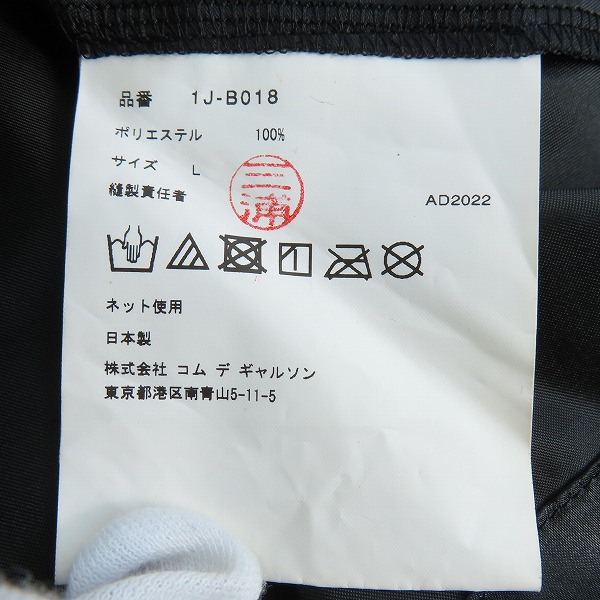 品番 1J-B018
ポリエステル 100%
サイズ L
縫製責任者 三浦 AD2022
ネット使用
日本製
株式会社 コム デ ギャルソン
東京都港区南青山5-11-5